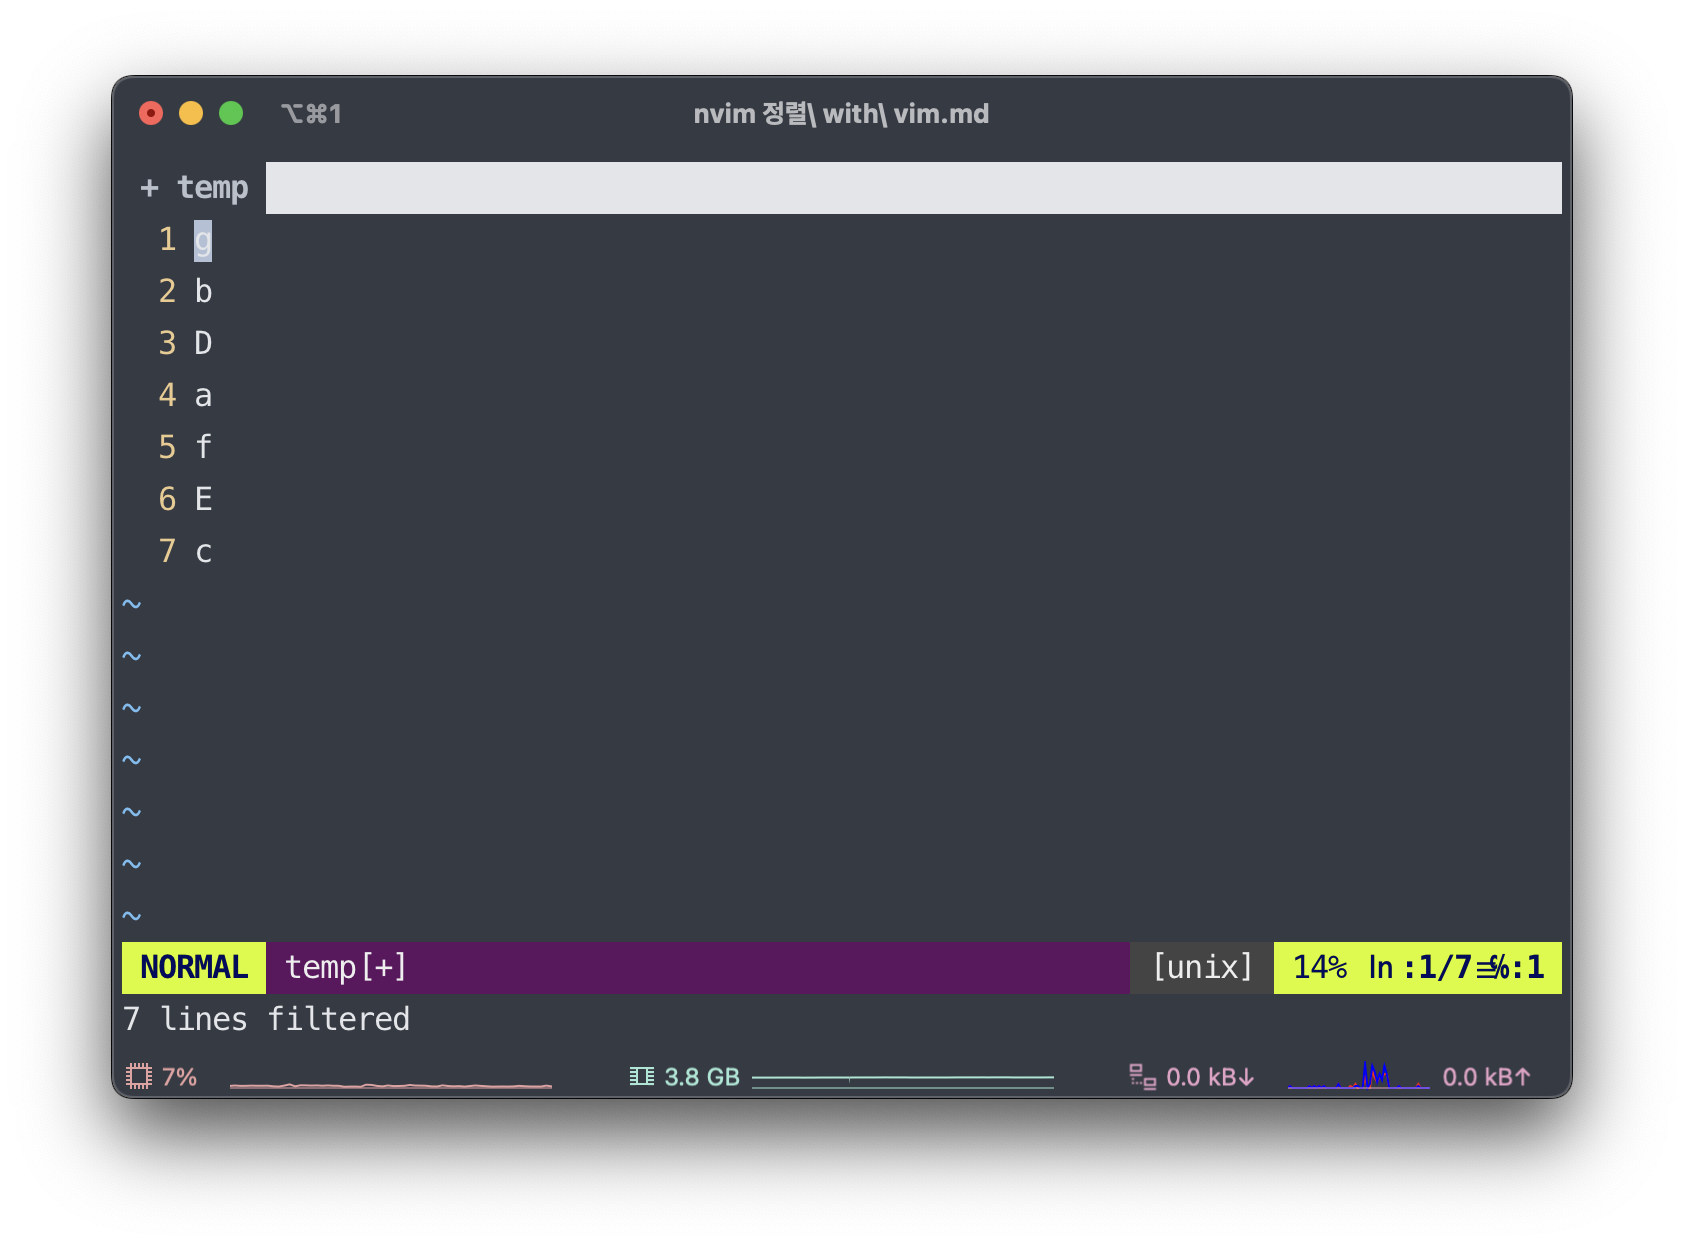 ⌥⌘1 nvim 정렬\ with\ vim.md
+ temp
1 g
2 b
3 D
4 a
5 f
6 E
7 c
~
~
~
~
~
~
~
NORMAL temp[+] [unix] 14% ln :1/7≡℅:1
7 lines filtered
7% 3.8 GB 0.0 kB↓ 0.0 kB↑